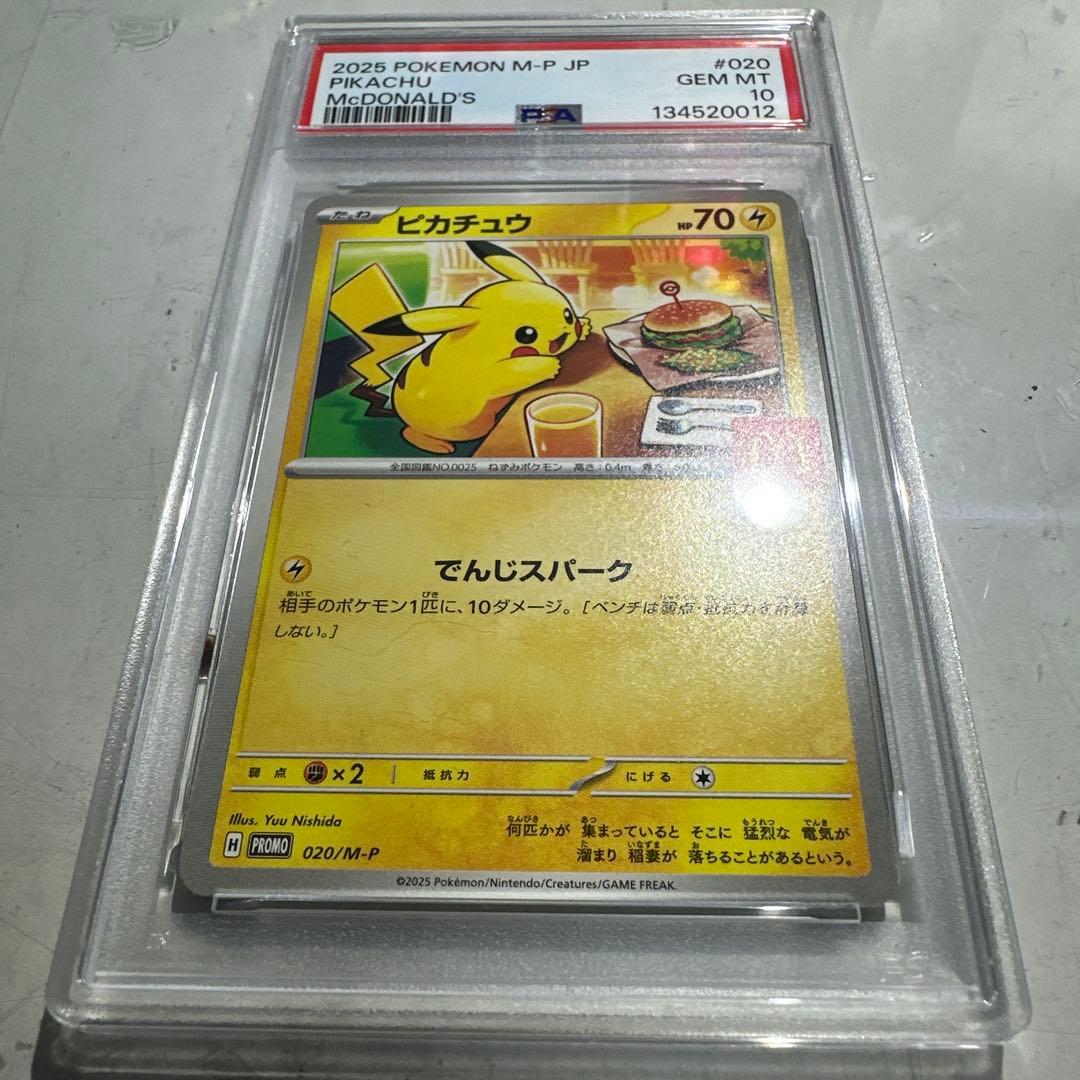 2025 POKEMON M-P JP #020
PIKACHU GEM MT
McDONALD'S 10
PSA 134520012
たね ピカチュウ HP70
全国図鑑NO.0025 ねずみポケモン 高さ:0.4m
でんじスパーク
相手のポケモン1匹に、10ダメージ。[ベンチは弱点・抵抗力を計算
しない。]
弱点 ×2 抵抗力 にげる
Illus. Yuu Nishida
H PROMO 020/M-P
何匹かが 集まっていると そこに 猛烈な 電気が
溜まり 稲妻が 落ちることがあるという。
©2025 Pokémon/Nintendo/Creatures/GAME FREAK.